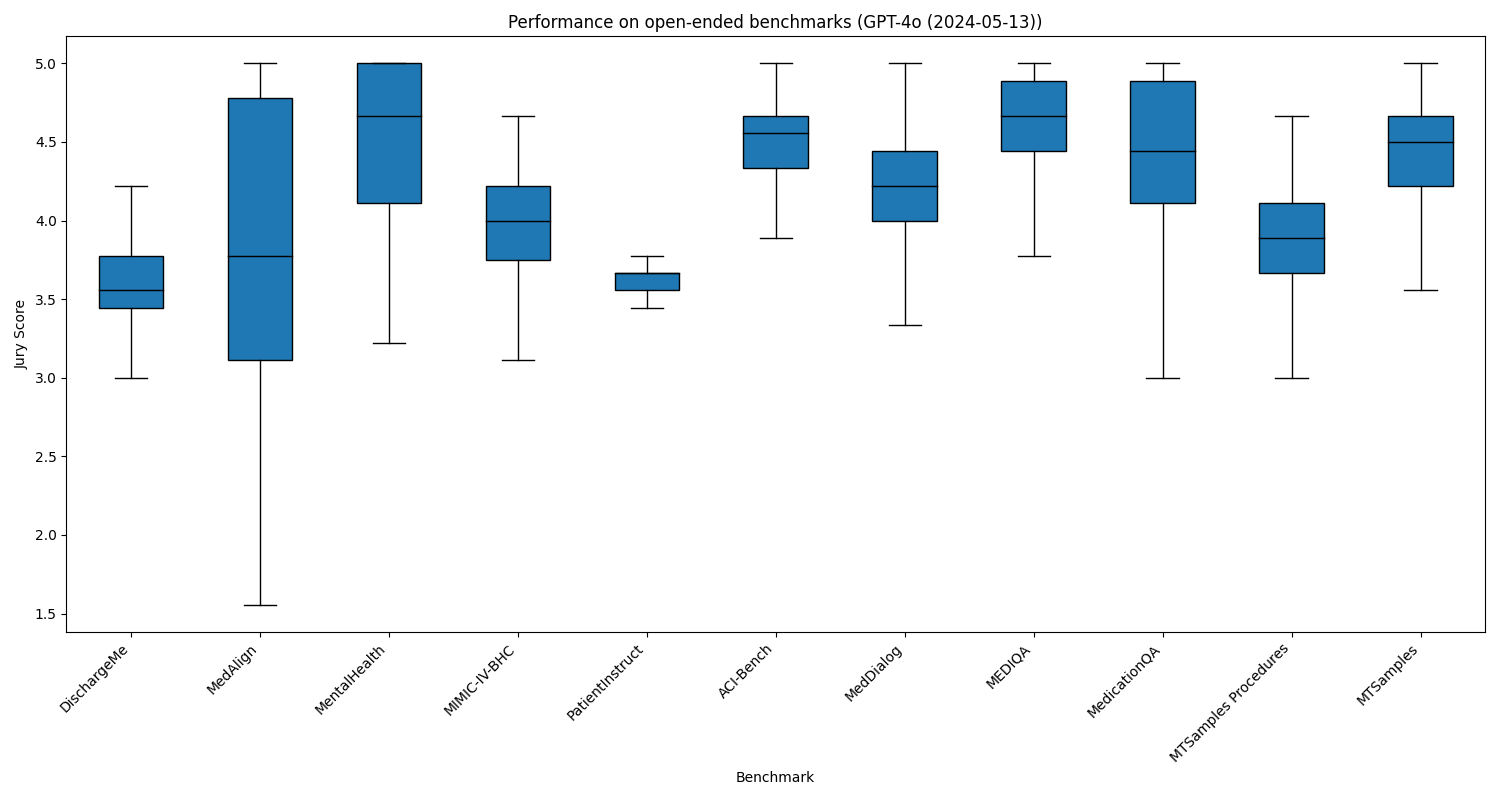 Performance on open-ended benchmarks (GPT-4o (2024-05-13))
Jury Score
5.0
4.5
4.0
3.5
3.0
2.5
2.0
1.5
DischargeMe
MedAlign
MentalHealth
MIMIC-IV-BHC
PatientInstruct
ACI-Bench
MedDialog
MEDIQA
MedicationQA
MTSamples Procedures
MTSamples
Benchmark